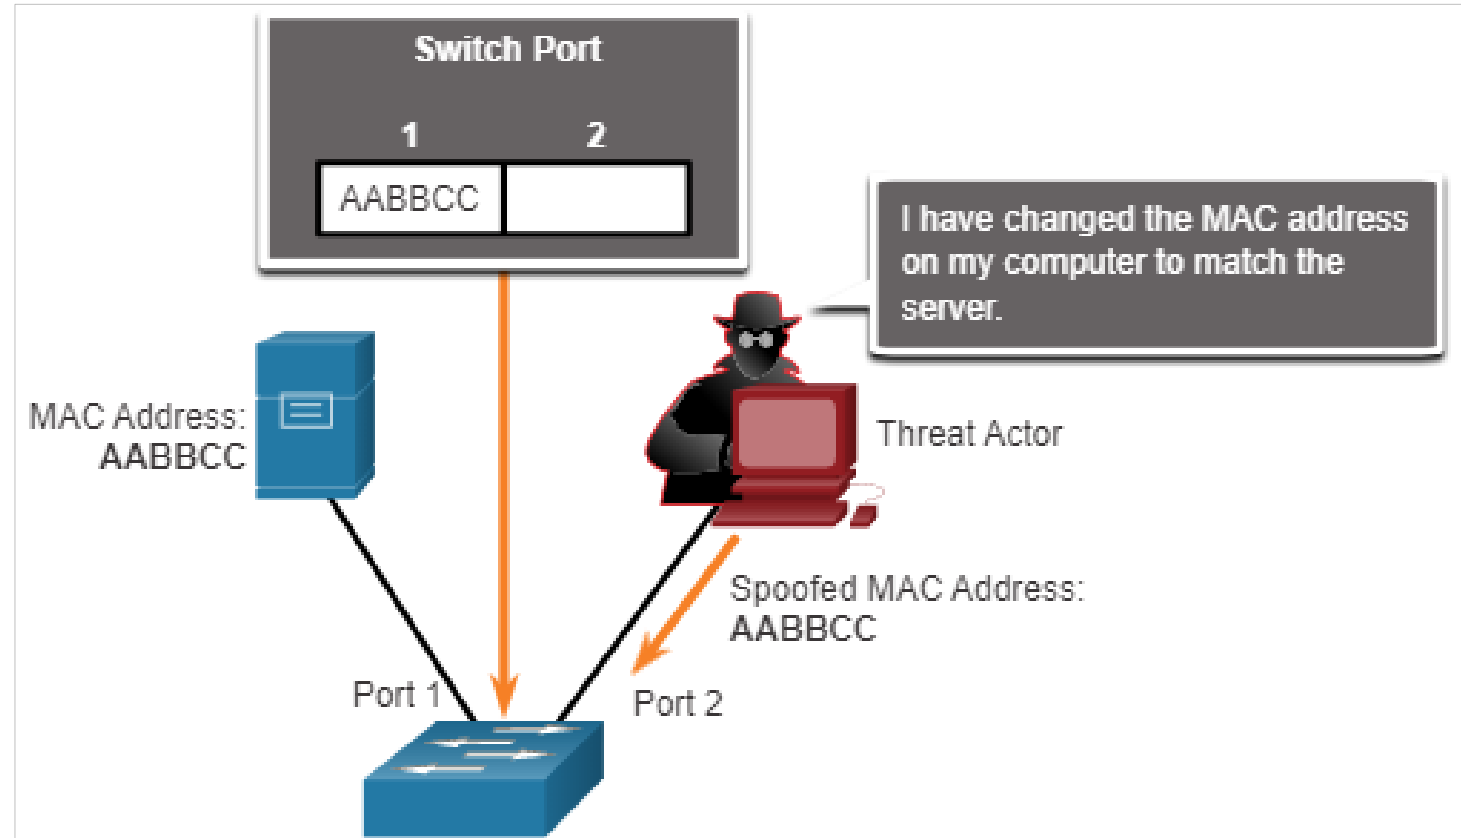 Switch Port
1 2
AABBCC
I have changed the MAC address
on my computer to match the
server.
MAC Address:
AABBCC
Threat Actor
Spoofed MAC Address:
AABBCC
Port 1
Port 2